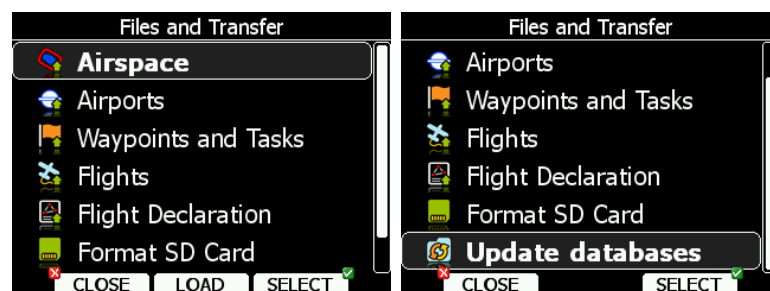 Files and Transfer
Airspace
Airports
Waypoints and Tasks
Flights
Flight Declaration
Format SD Card
CLOSE LOAD SELECT
Files and Transfer
Airports
Waypoints and Tasks
Flights
Flight Declaration
Format SD Card
Update databases
CLOSE SELECT